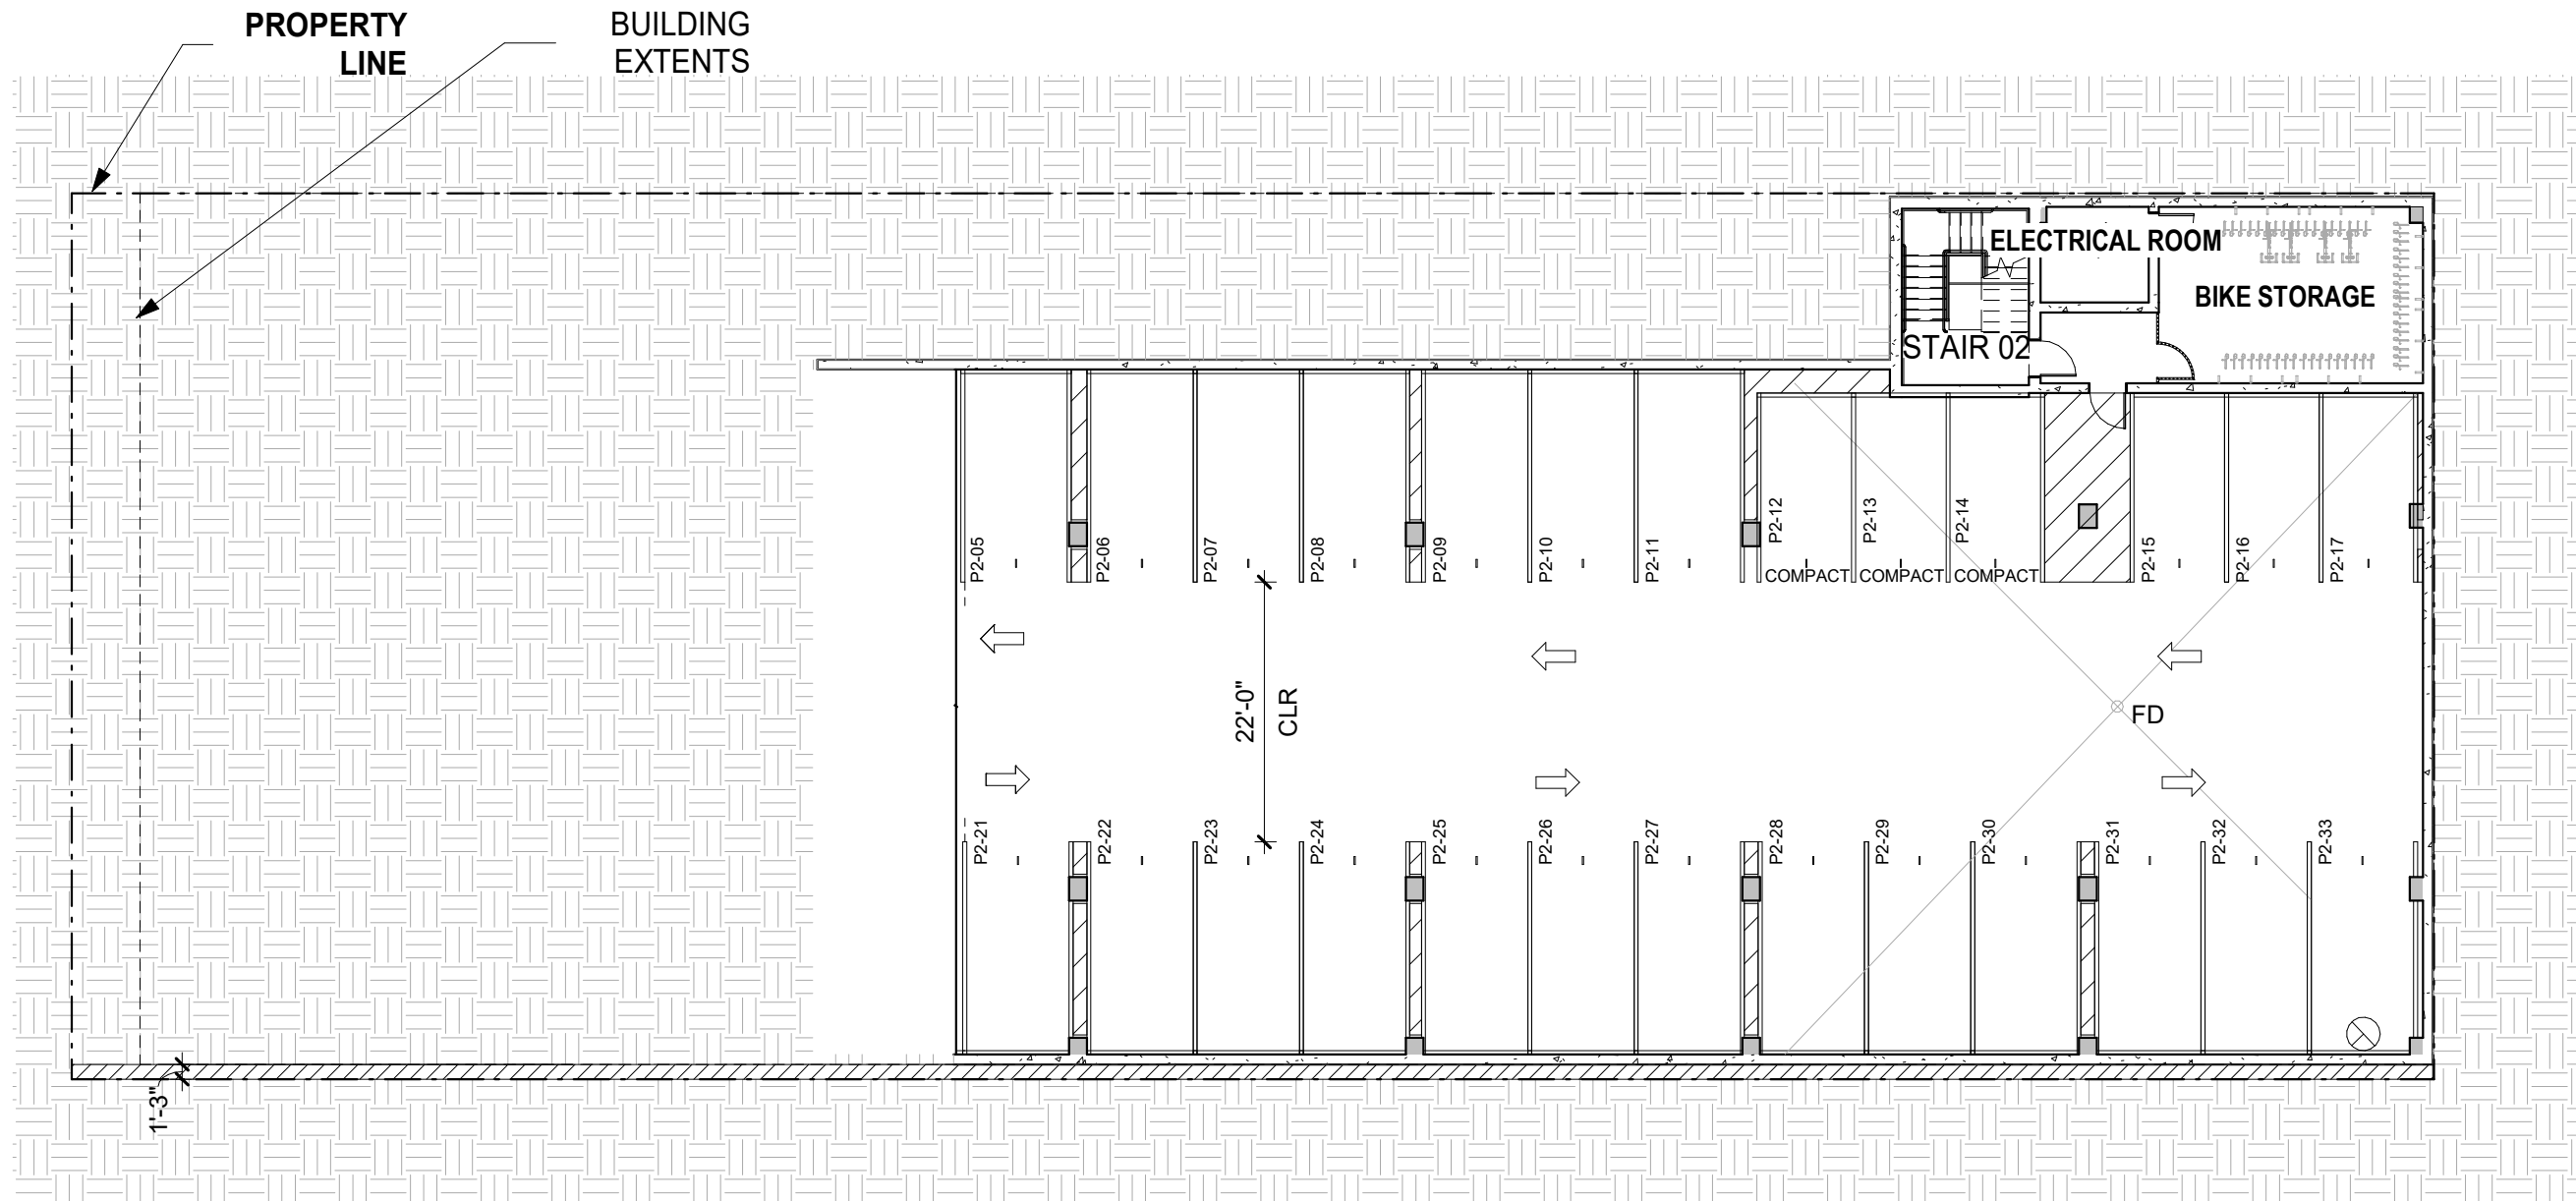 PROPERTY
LINE
BUILDING
EXTENTS
ELECTRICAL ROOM
BIKE STORAGE
STAIR 02
P2-05
P2-06
P2-07
P2-08
P2-09
P2-10
P2-11
P2-12
P2-13
P2-14
P2-15
P2-16
P2-17
COMPACT
COMPACT
COMPACT
22'-0"
CLR
FD
P2-21
P2-22
P2-23
P2-24
P2-25
P2-26
P2-27
P2-28
P2-29
P2-30
P2-31
P2-32
P2-33
1'-3"